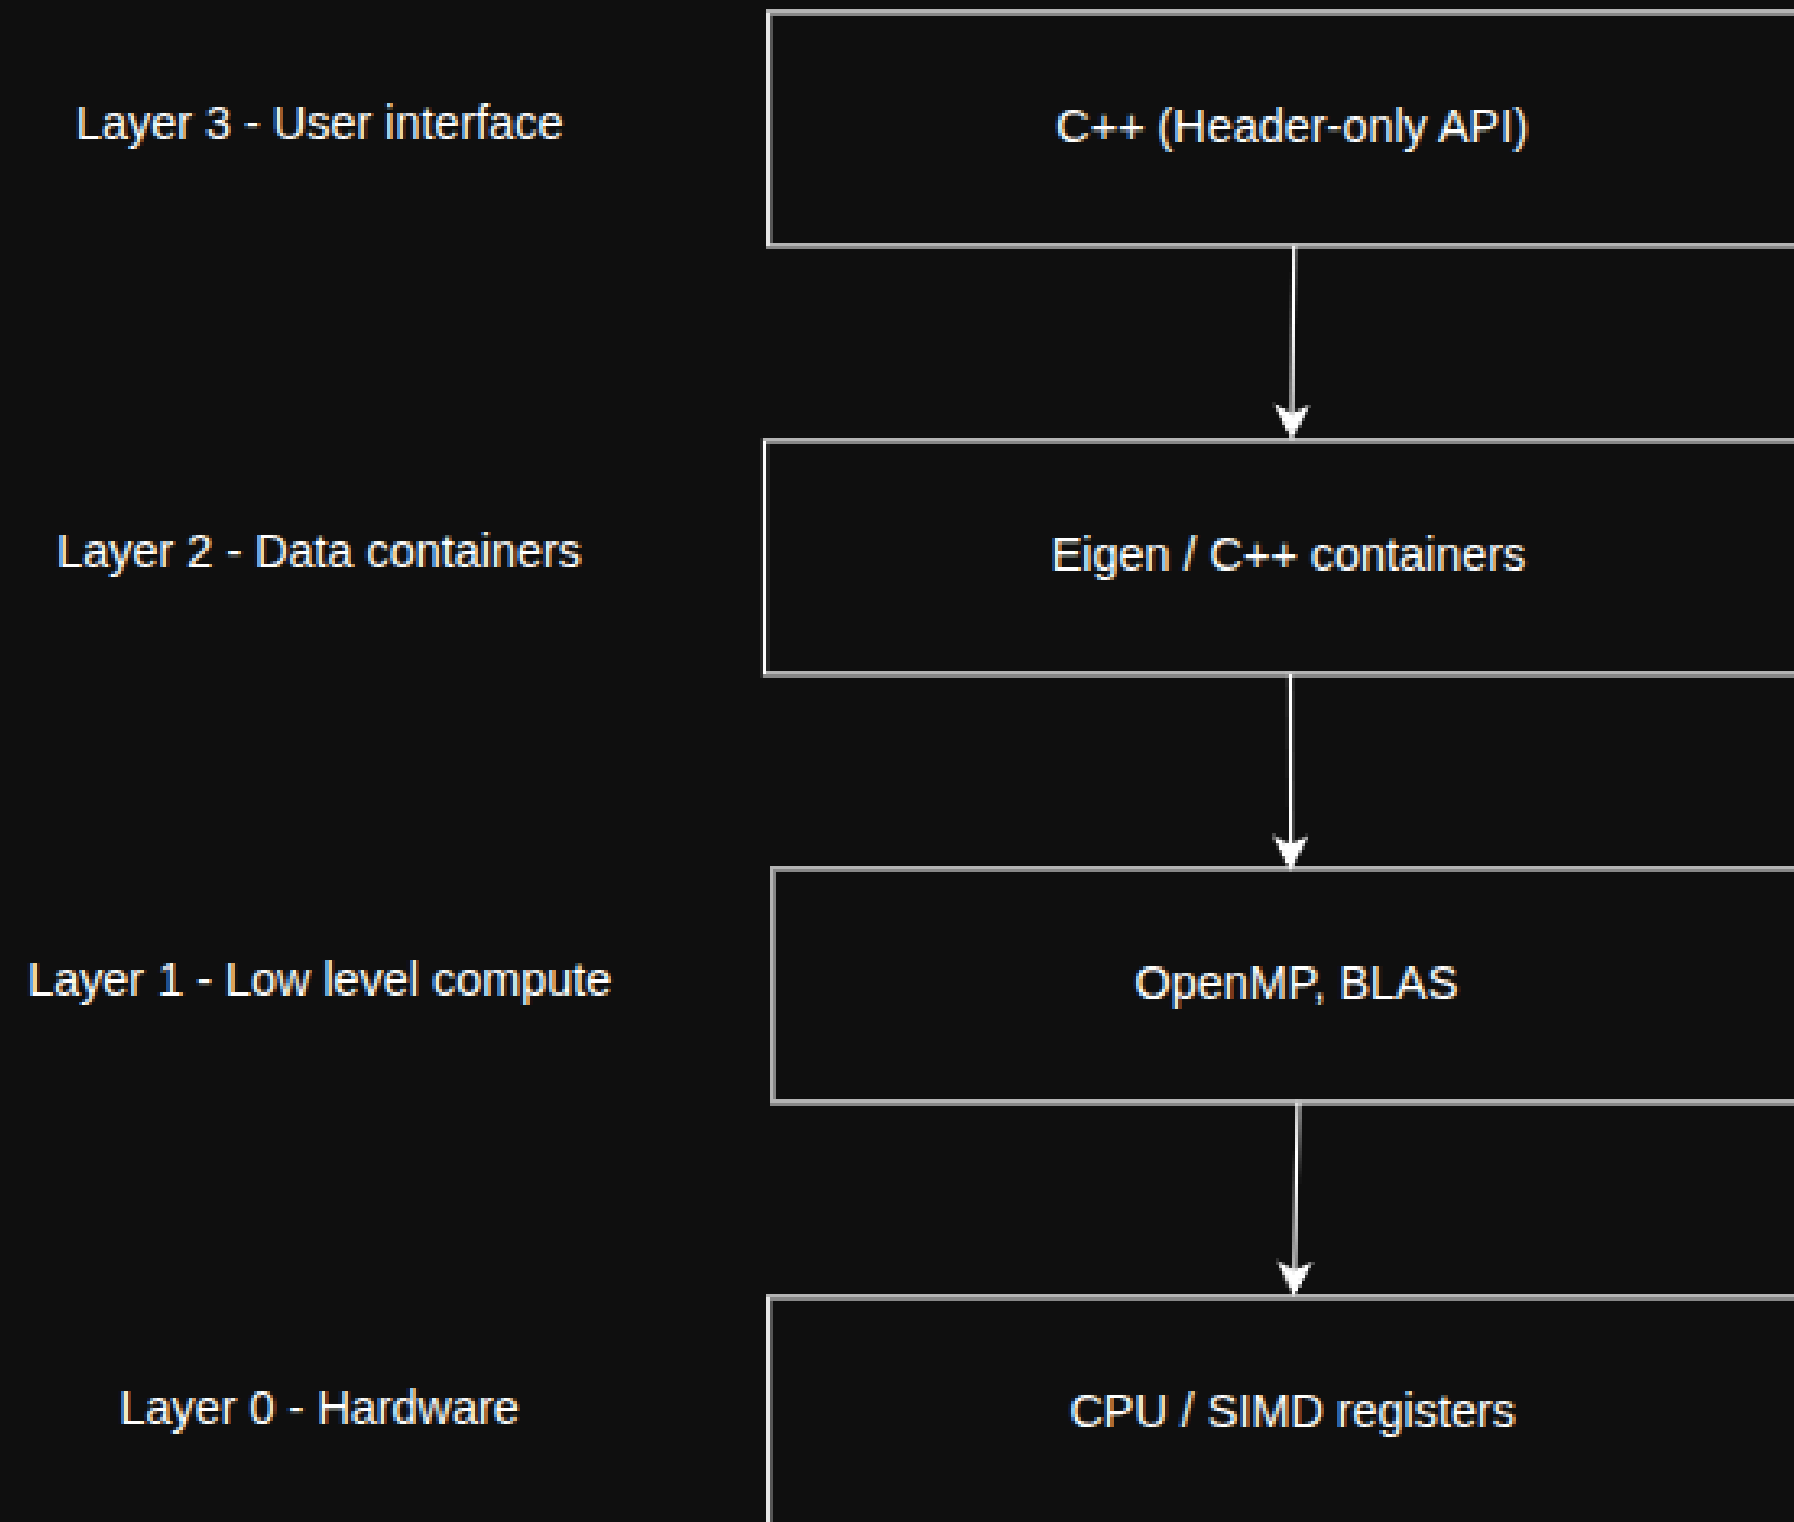 Layer 3 - User interface
C++ (Header-only API)
Layer 2 - Data containers
Eigen / C++ containers
Layer 1 - Low level compute
OpenMP, BLAS
Layer 0 - Hardware
CPU / SIMD registers